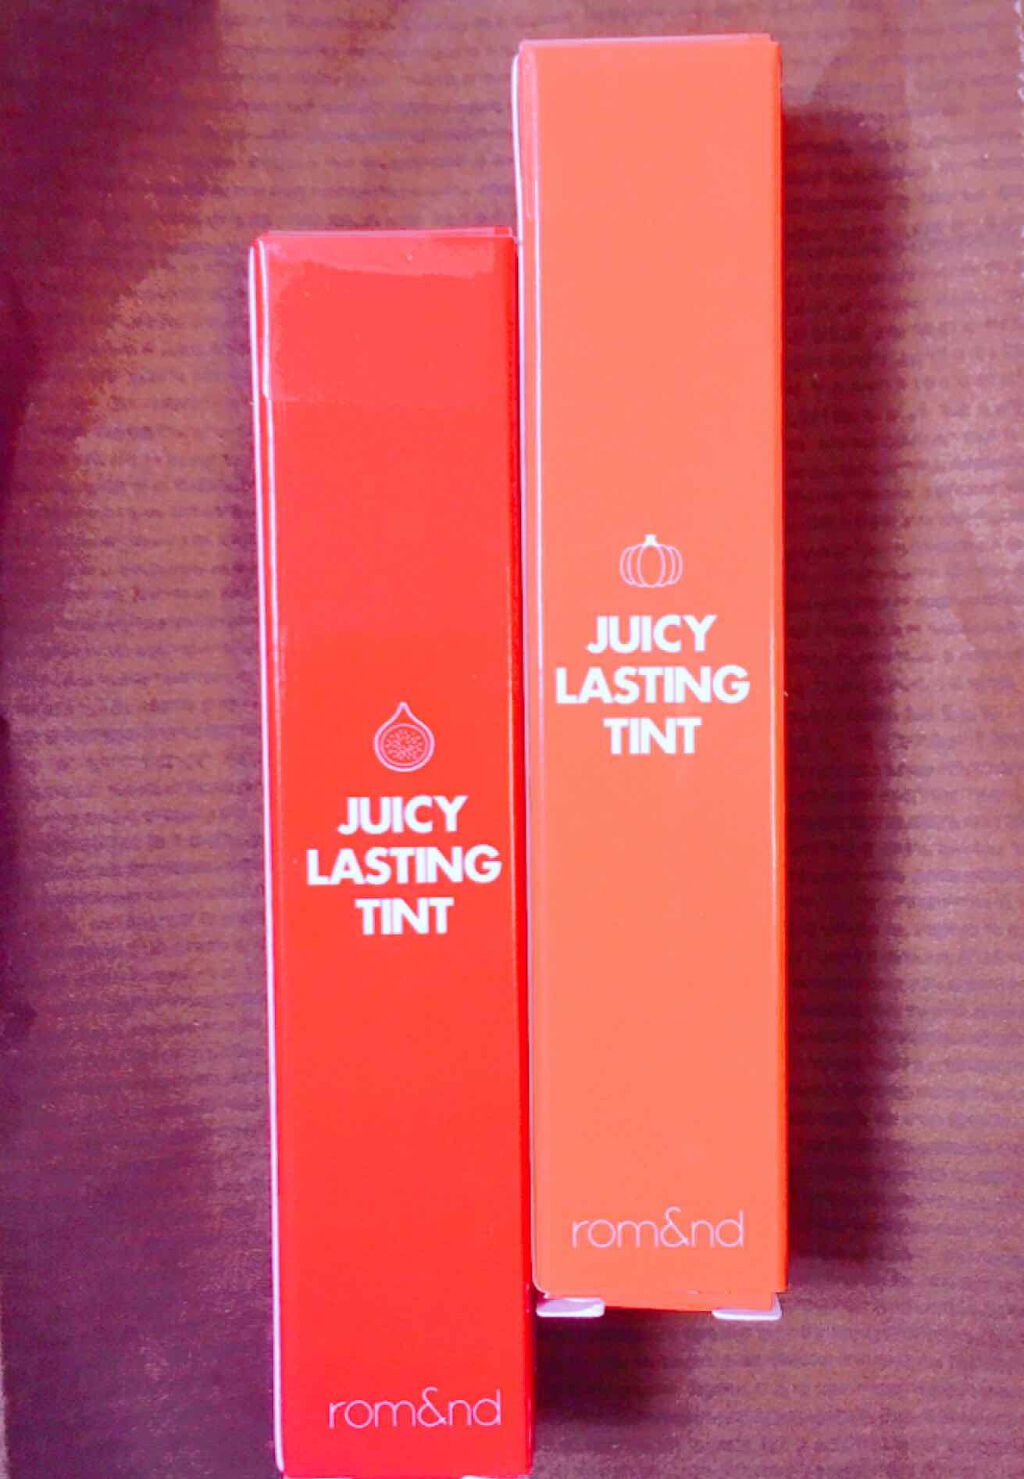 JUICY
LASTING
TINT
rom&nd
JUICY
LASTING
TINT
rom&nd